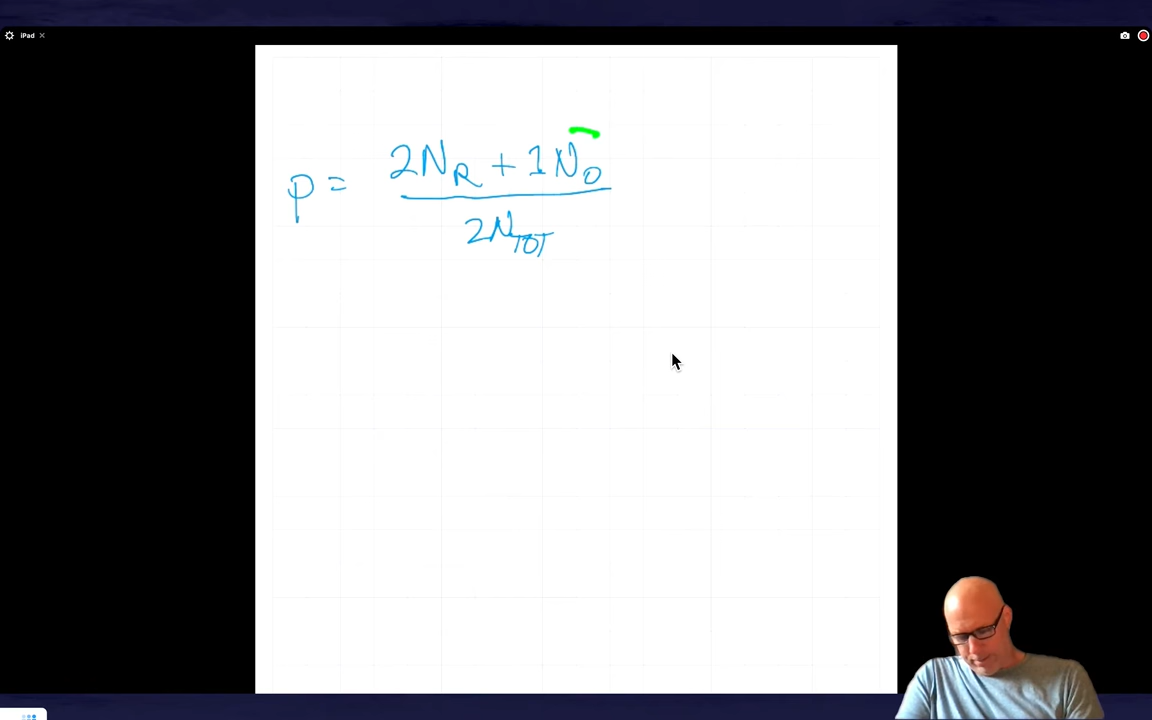 iPad
p = 2N_R + 1N_O
2N_TOT